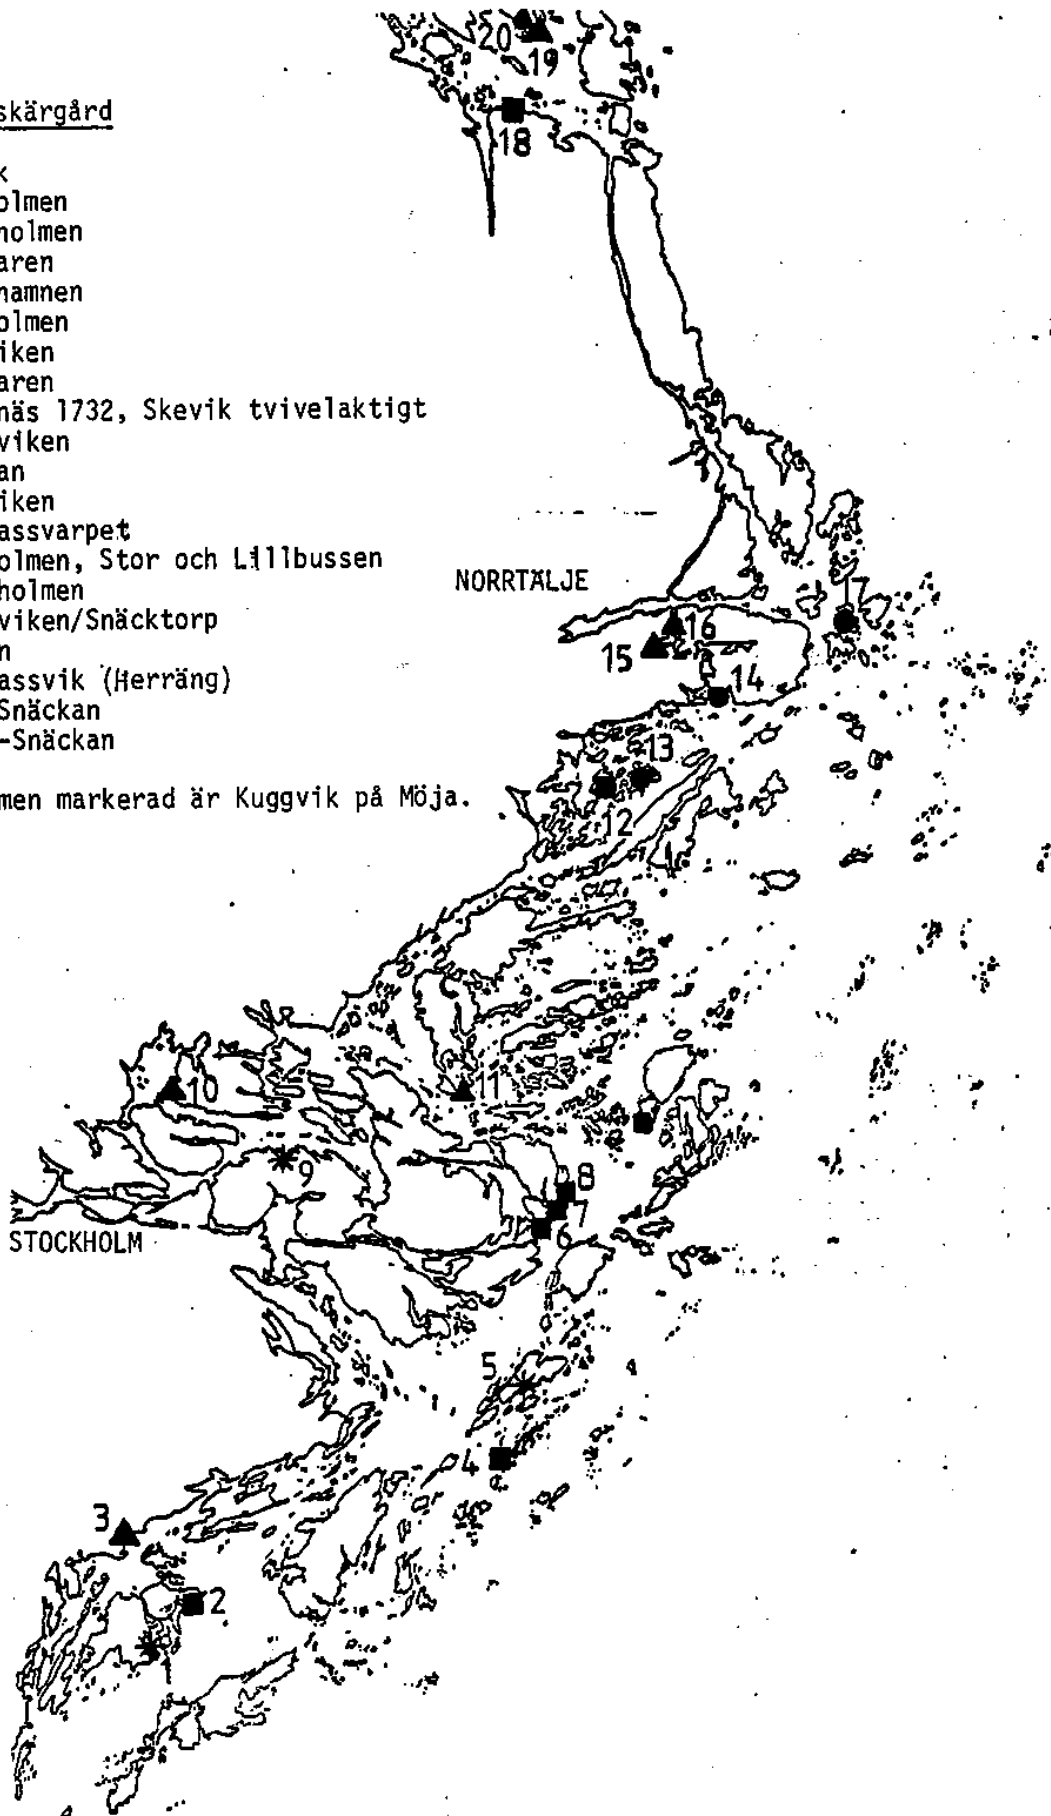 skärgård
k
olmen
holmen
aren
hamnen
olmen
iken
aren
näs 1732, Skevik tvivelaktigt
viken
an
iken
assvarpet
olmen, Stor och Lillbussen
holmen
viken/Snäcktorp
n
assvik (Herräng)
Snäckan
-Snäckan
men markerad är Kuggvik på Möja.
20
19
18
NORRTÄLJE
17
16
15
14
13
12
11
10
9
8
7
6
STOCKHOLM
5
4
3
2
1